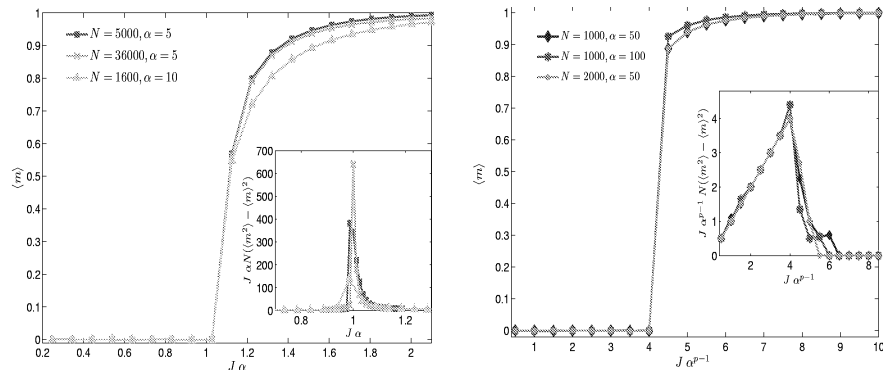 1
0.9
0.8
0.7
0.6
0.5
0.4
0.3
0.2
0.1
0
⟨m⟩
N = 5000, α = 5
N = 36000, α = 5
N = 1600, α = 10
0.2 0.4 0.6 0.8 1 1.2 1.4 1.6 1.8 2
J α
700
600
500
400
300
200
100
0
J αN(⟨m²⟩ − ⟨m⟩²)
0.8 1 1.2
J α
1
0.9
0.8
0.7
0.6
0.5
0.4
0.3
0.2
0.1
0
⟨m⟩
N = 1000, α = 50
N = 1000, α = 100
N = 2000, α = 50
1 2 3 4 5 6 7 8 9 10
J α^{p−1}
4
3
2
1
0
J α^{p−1} N(⟨m²⟩ − ⟨m⟩²)
2 4 6 8
J α^{p−1}